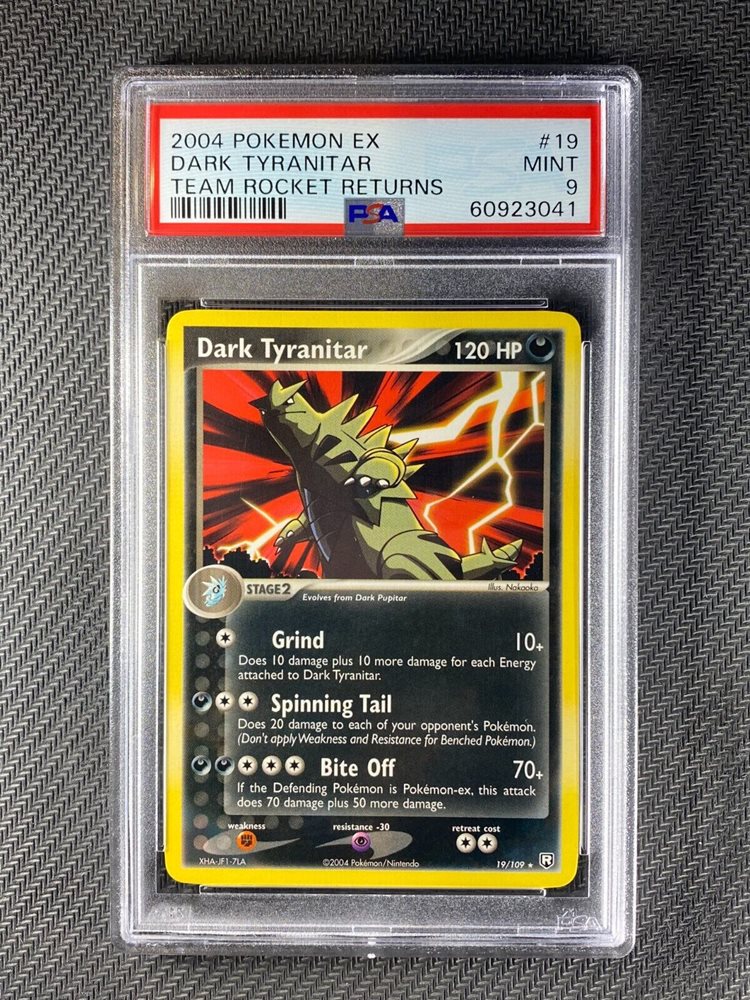 2004 POKEMON EX #19
DARK TYRANITAR MINT
TEAM ROCKET RETURNS 9
PSA 60923041
Dark Tyranitar 120 HP
Illus. Nakaoka
STAGE2 Evolves from Dark Pupitar
Grind 10+
Does 10 damage plus 10 more damage for each Energy
attached to Dark Tyranitar.
Spinning Tail
Does 20 damage to each of your opponent's Pokémon.
(Don't apply Weakness and Resistance for Benched Pokémon.)
Bite Off 70+
If the Defending Pokémon is Pokémon-ex, this attack
does 70 damage plus 50 more damage.
weakness resistance -30 retreat cost
XHA-JF1-7LA ©2004 Pokémon/Nintendo 19/109 ★ R
PSA